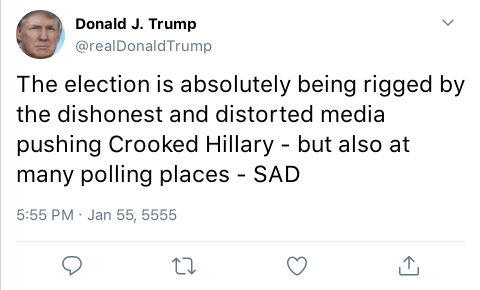 Donald J. Trump
@realDonaldTrump
The election is absolutely being rigged by
the dishonest and distorted media
pushing Crooked Hillary - but also at
many polling places - SAD
5:55 PM · Jan 55, 5555